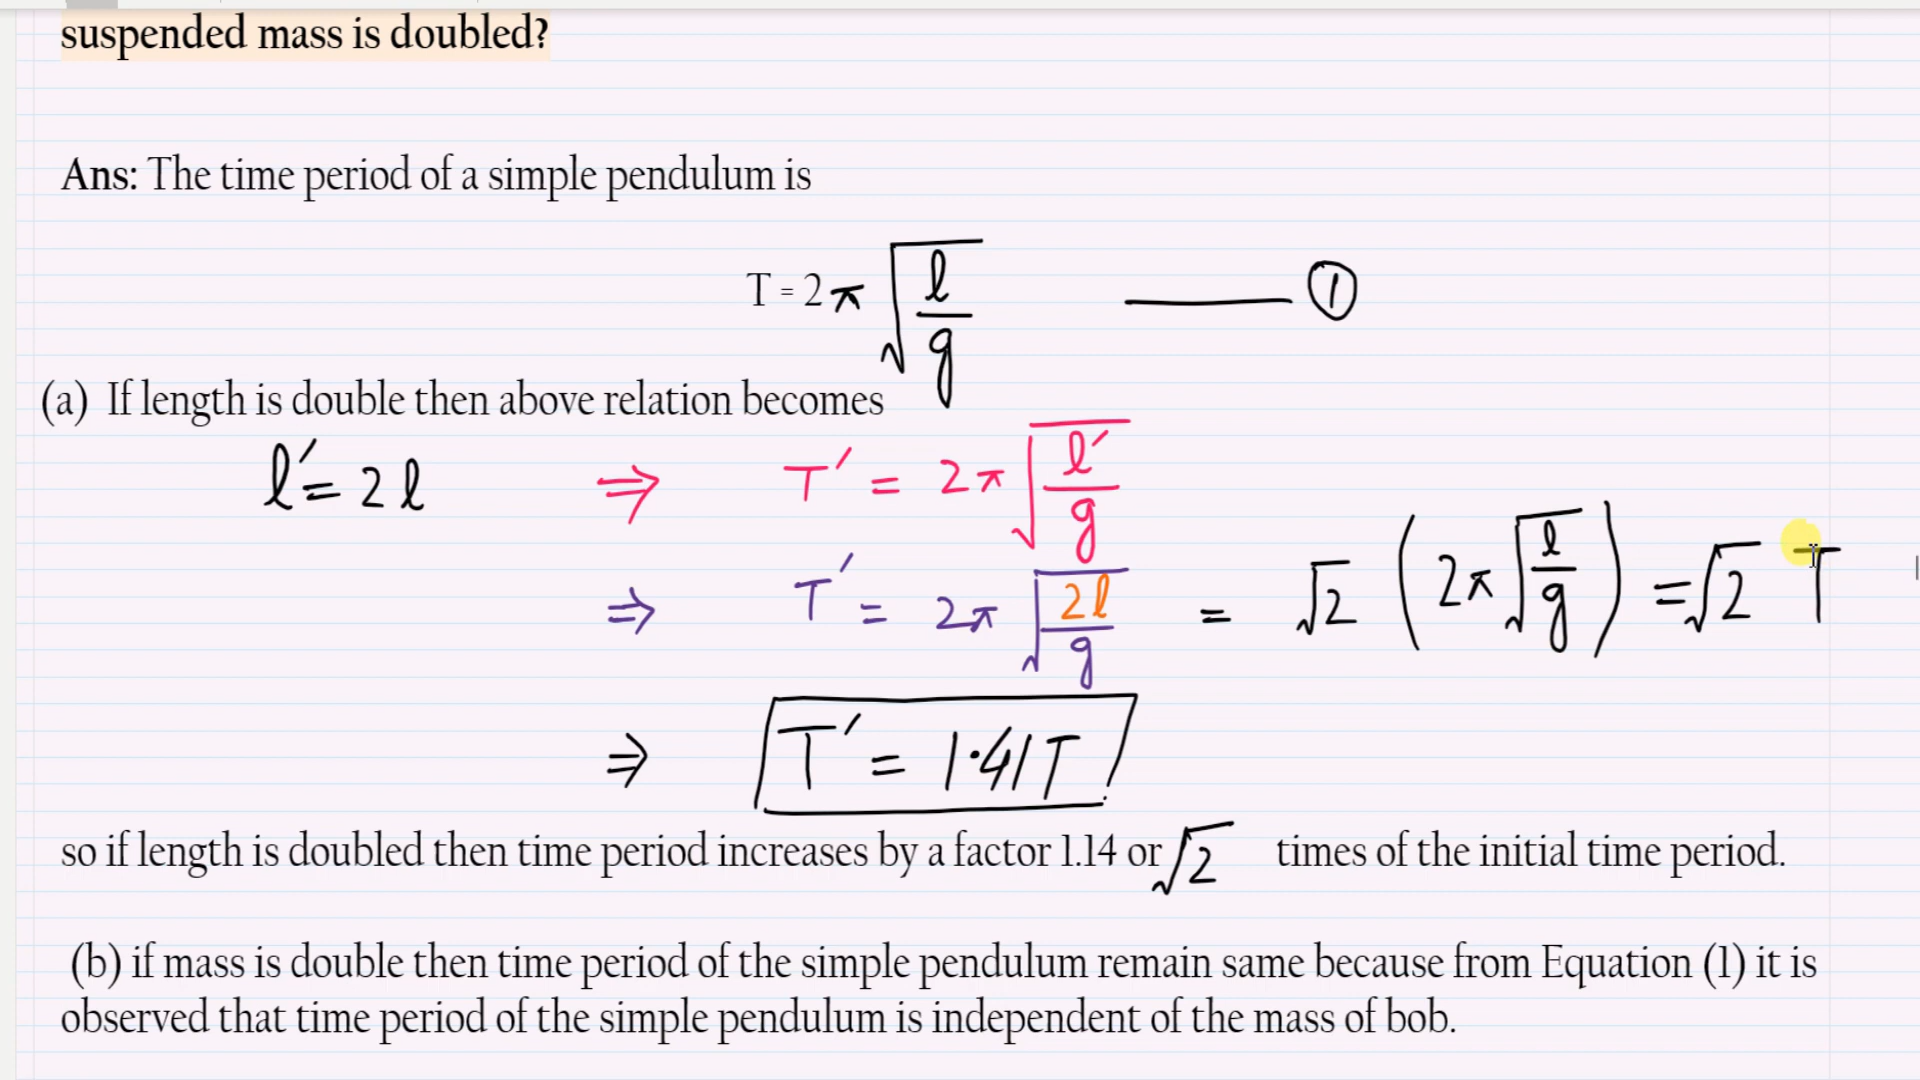 suspended mass is doubled?
Ans: The time period of a simple pendulum is
T = 2π √(l/g) ——— ①
(a) If length is double then above relation becomes
l′ = 2l ⇒ T′ = 2π √(l′/g)
⇒ T′ = 2π √(2l/g) = √2 (2π √(l/g)) = √2 T
⇒ T′ = 1.41T
so if length is doubled then time period increases by a factor 1.14 or √2 times of the initial time period.
(b) if mass is double then time period of the simple pendulum remain same because from Equation (1) it is
observed that time period of the simple pendulum is independent of the mass of bob.